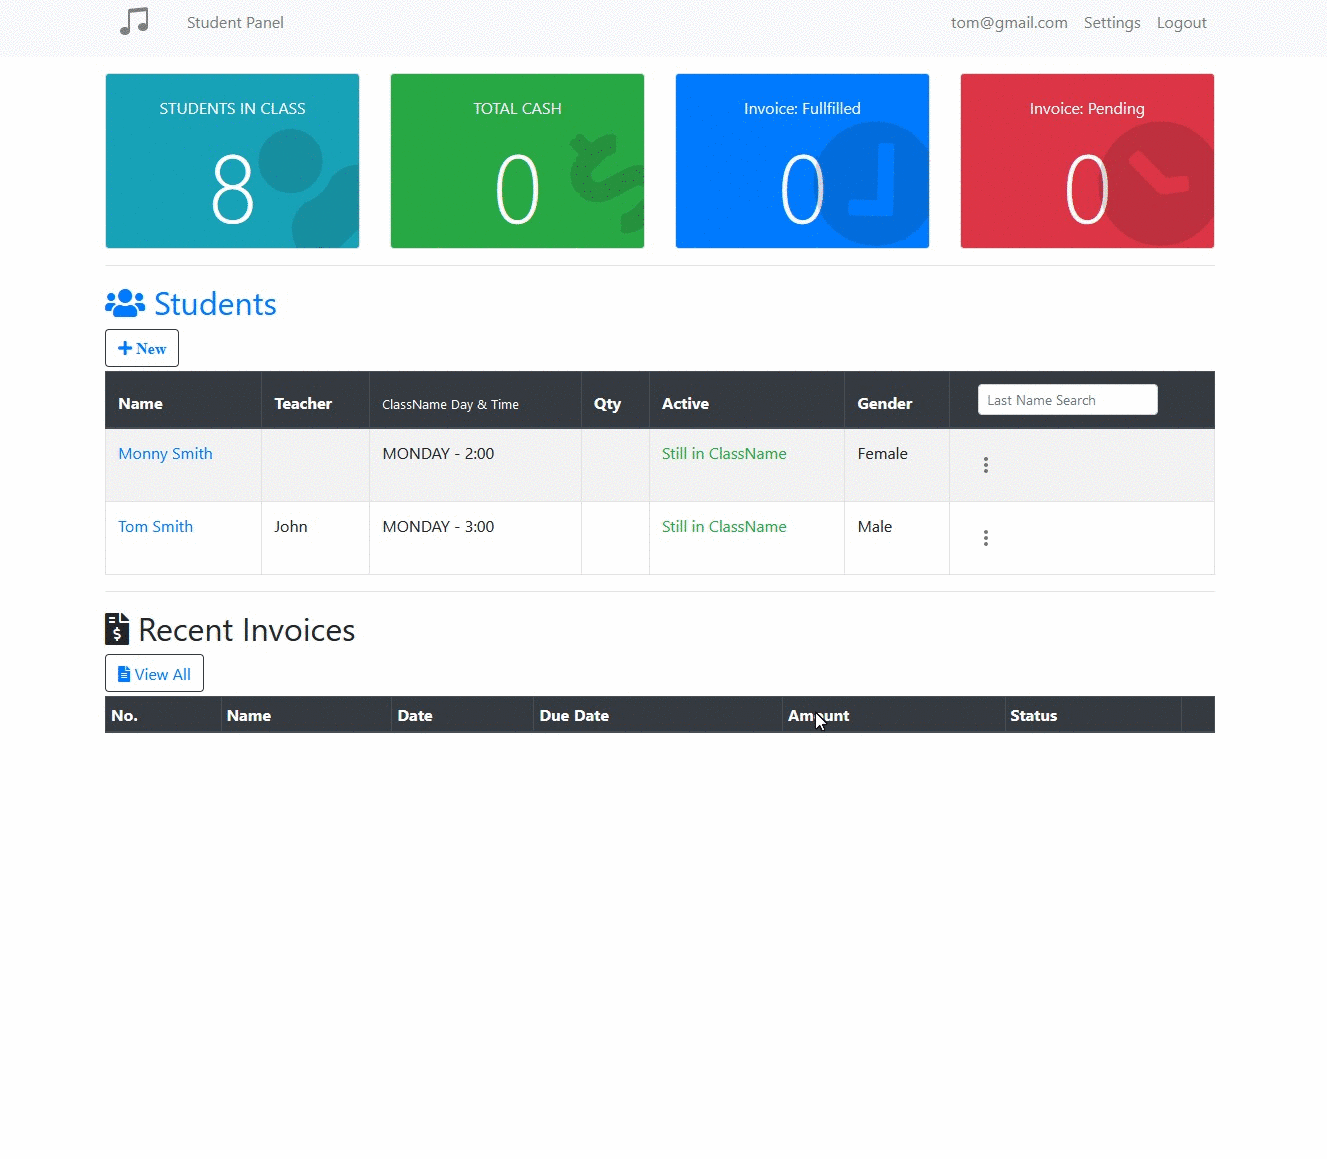 Student Panel tom@gmail.com Settings Logout
STUDENTS IN CLASS TOTAL CASH Invoice: Fullfilled Invoice: Pending
8 0 0 0
Students
New
Name Teacher ClassName Day & Time Qty Active Gender Last Name Search
Monny Smith MONDAY - 2:00 Still in ClassName Female
Tom Smith John MONDAY - 3:00 Still in ClassName Male
Recent Invoices
View All
No. Name Date Due Date Amount Status